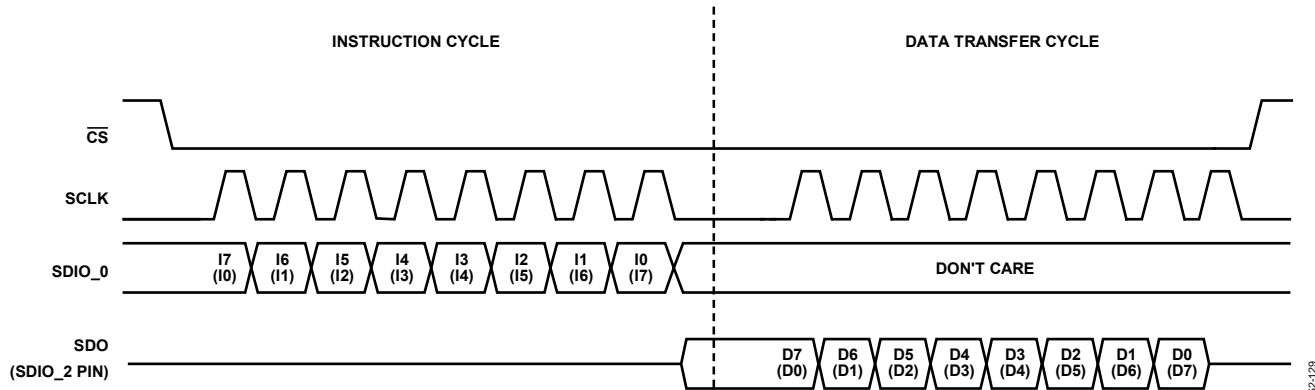 INSTRUCTION CYCLE DATA TRANSFER CYCLE
CS
SCLK
SDIO_0
I7 I6 I5 I4 I3 I2 I1 I0
(I0) (I1) (I2) (I3) (I4) (I5) (I6) (I7)
DON'T CARE
SDO
(SDIO_2 PIN)
D7 D6 D5 D4 D3 D2 D1 D0
(D0) (D1) (D2) (D3) (D4) (D5) (D6) (D7)